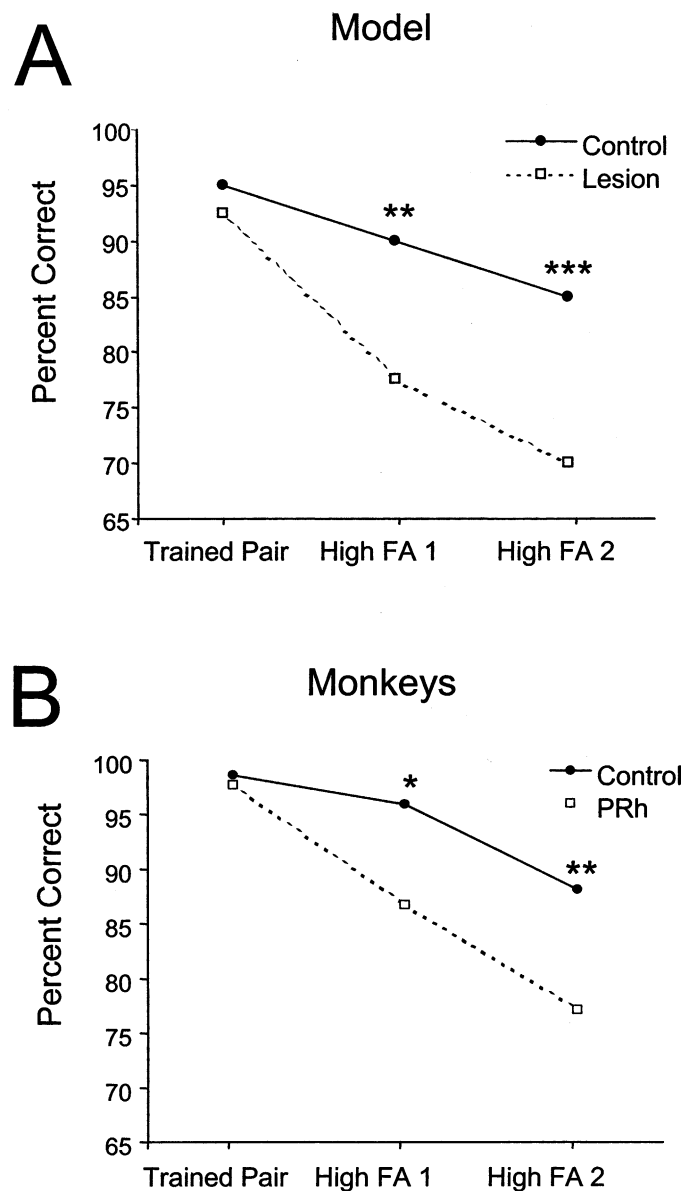 A
Model
Percent Correct
100
95
90
85
80
75
70
65
Control
Lesion
**
***
Trained Pair
High FA 1
High FA 2
B
Monkeys
Percent Correct
100
95
90
85
80
75
70
65
Control
PRh
*
**
Trained Pair
High FA 1
High FA 2